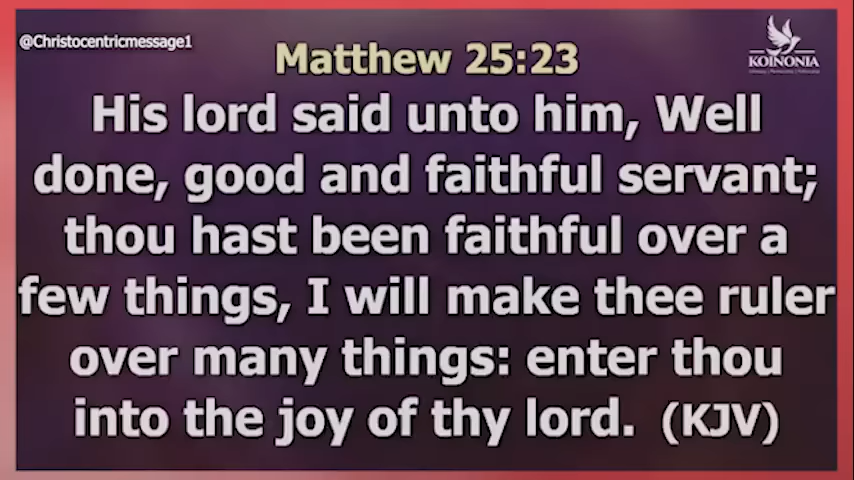 @Christocentricmessage1
KOINONIA
Matthew 25:23
His lord said unto him, Well
done, good and faithful servant;
thou hast been faithful over a
few things, I will make thee ruler
over many things: enter thou
into the joy of thy lord. (KJV)